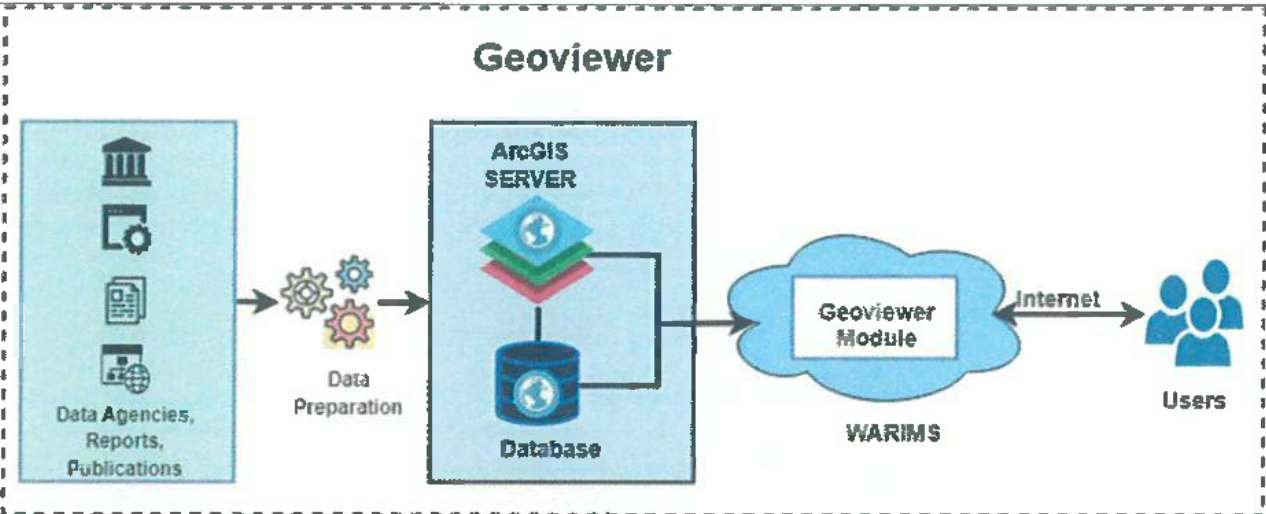 Geoviewer
ArcGIS
SERVER
Data Agencies,
Reports,
Publications
Data
Preparation
Database
Geoviewer
Module
WARIMS
Internet
Users